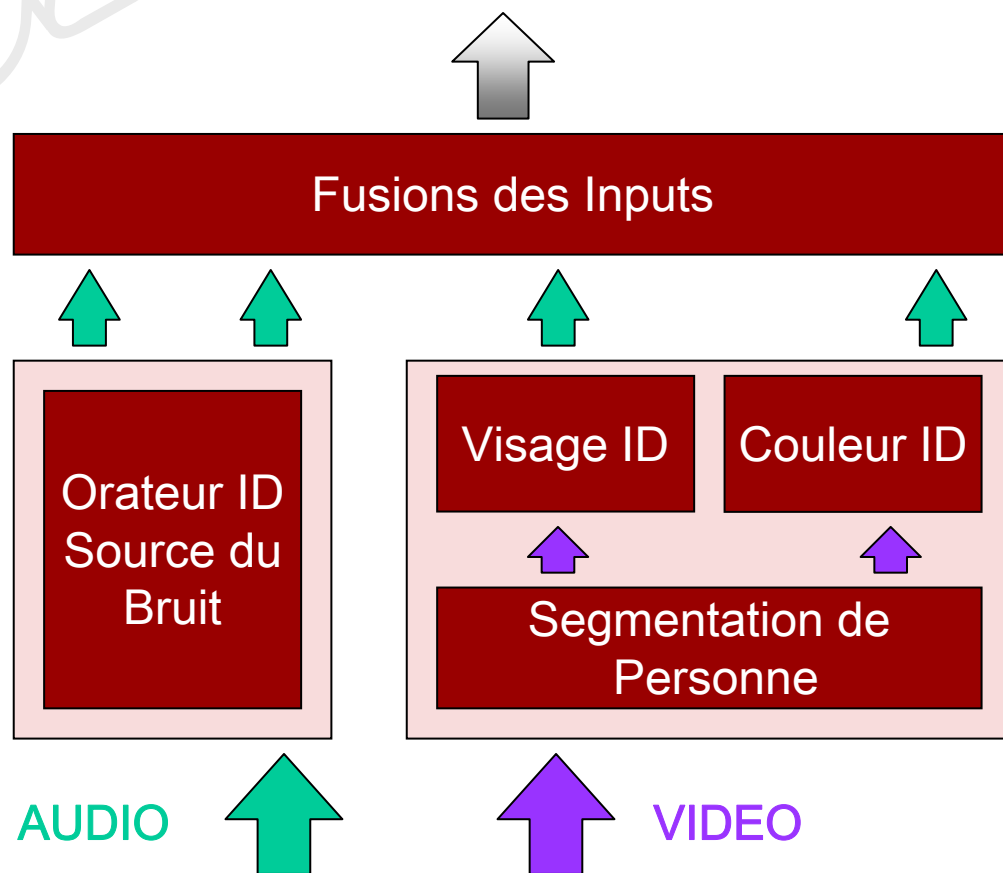 Fusions des Inputs
Orateur ID
Source du
Bruit
Visage ID
Couleur ID
Segmentation de
Personne
AUDIO
VIDEO